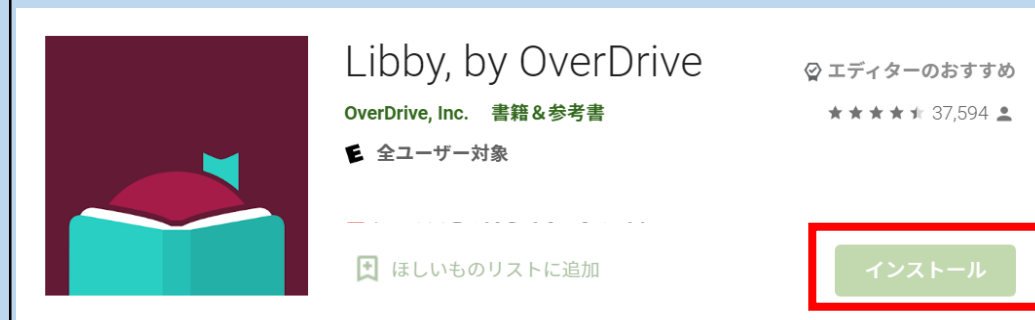 Libby, by OverDrive
エディターのおすすめ
OverDrive, Inc. 書籍＆参考書
37,594
E 全ユーザー対象
ほしいものリストに追加
インストール